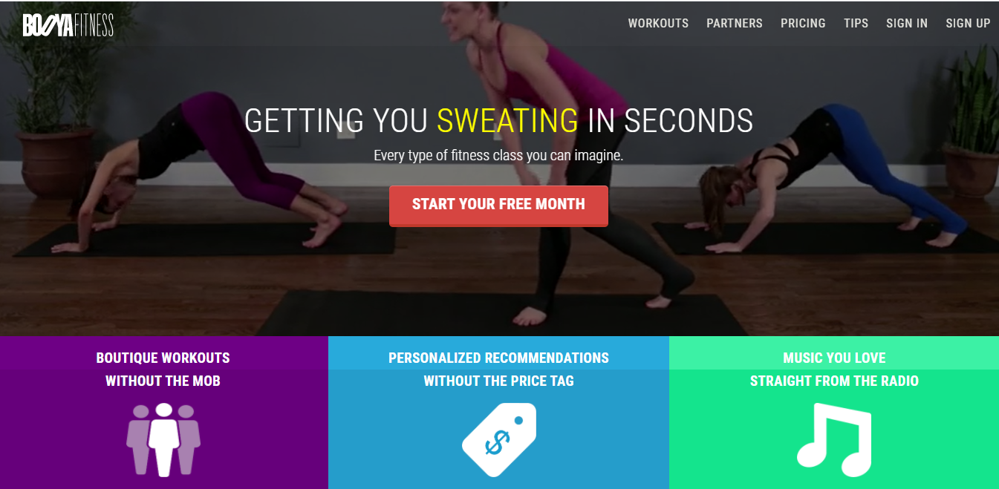 BOOYAFITNESS
WORKOUTS PARTNERS PRICING TIPS SIGN IN SIGN UP
GETTING YOU SWEATING IN SECONDS
Every type of fitness class you can imagine.
START YOUR FREE MONTH
BOUTIQUE WORKOUTS
WITHOUT THE MOB
PERSONALIZED RECOMMENDATIONS
WITHOUT THE PRICE TAG
$
MUSIC YOU LOVE
STRAIGHT FROM THE RADIO